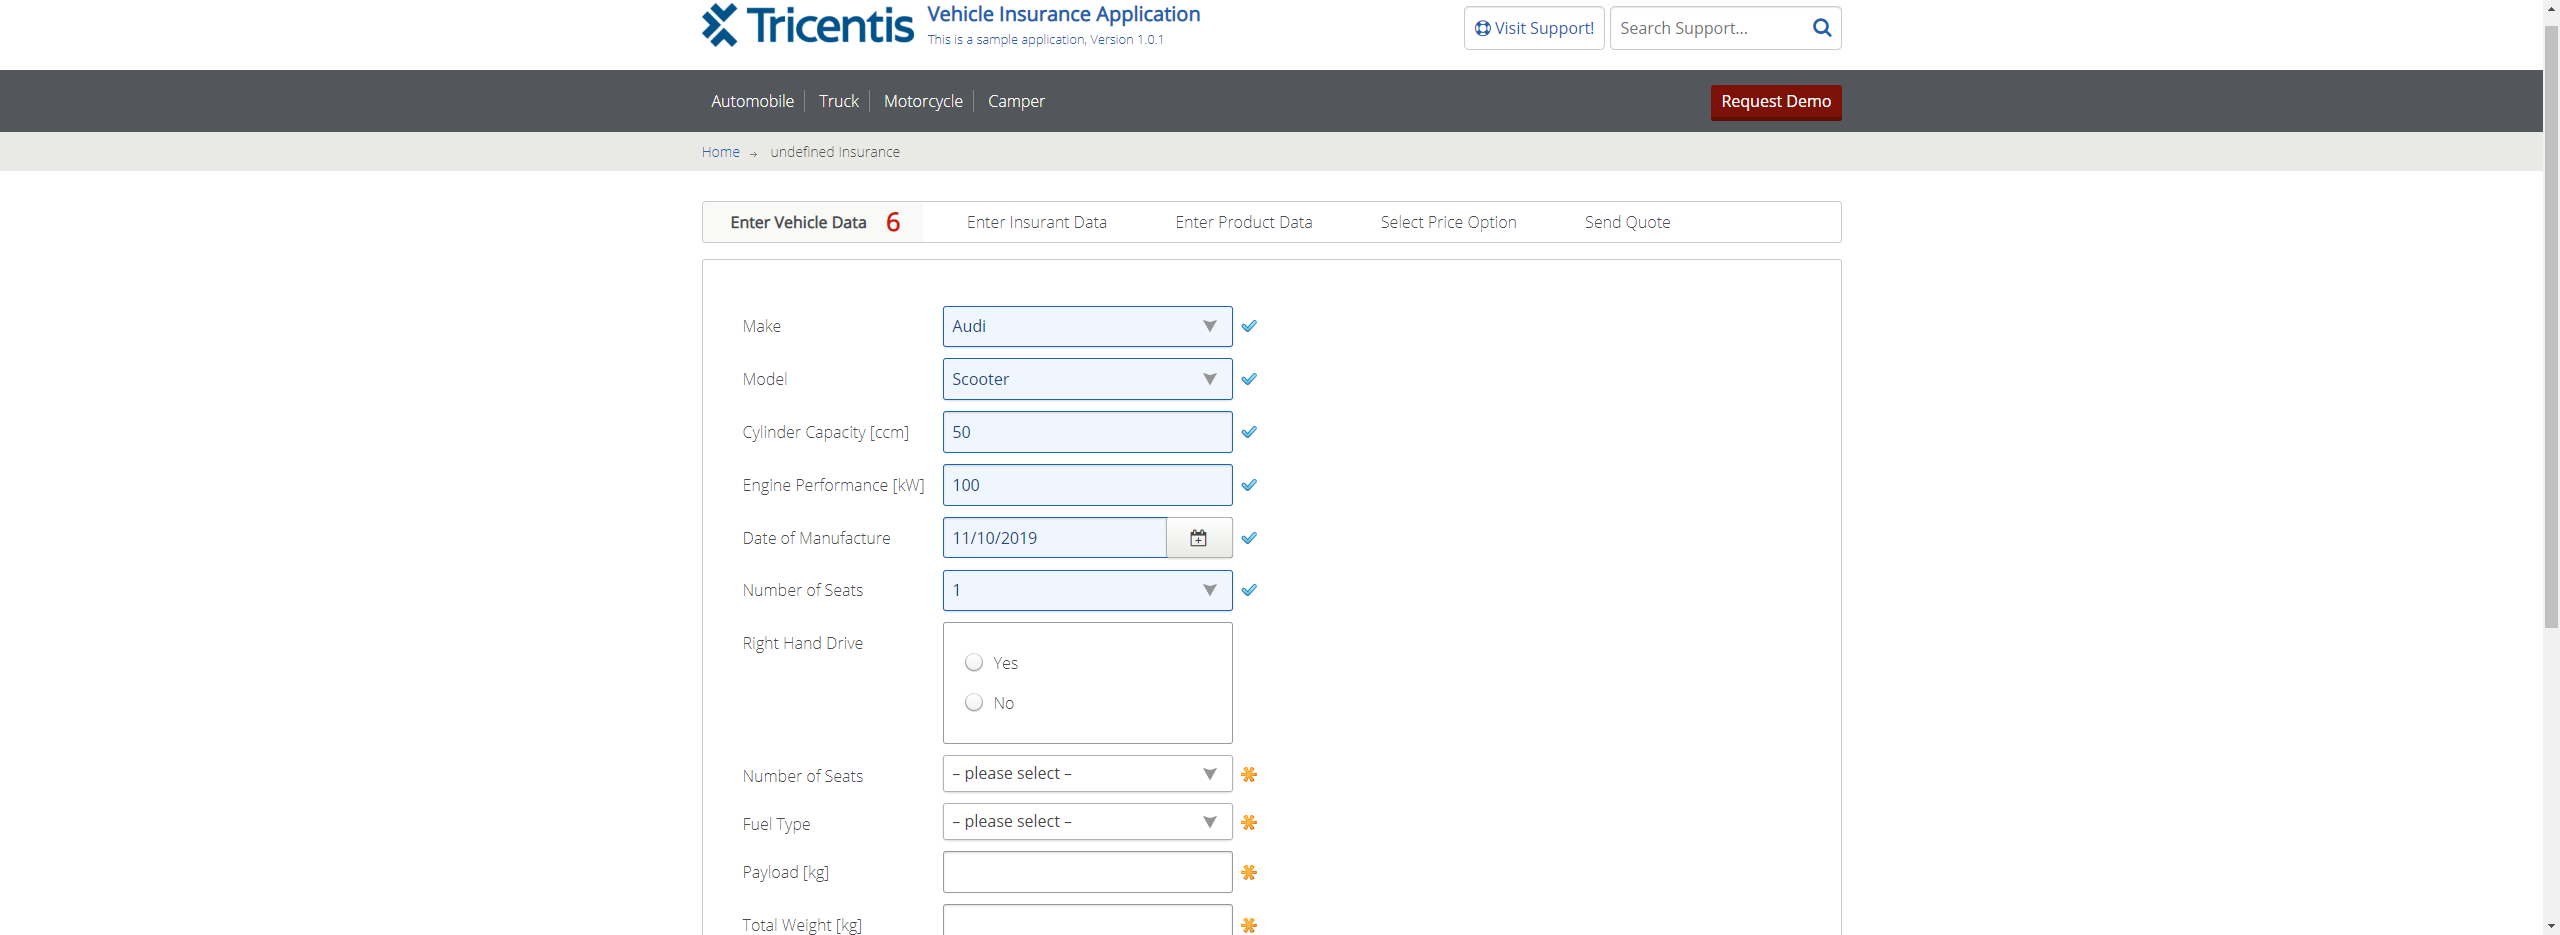 Tricentis
Vehicle Insurance Application
This is a sample application, Version 1.0.1
Visit Support!
Search Support...
Automobile
Truck
Motorcycle
Camper
Request Demo
Home → undefined Insurance
Enter Vehicle Data 6
Enter Insurant Data
Enter Product Data
Select Price Option
Send Quote
Make
Audi
Model
Scooter
Cylinder Capacity [ccm]
50
Engine Performance [kW]
100
Date of Manufacture
11/10/2019
Number of Seats
1
Right Hand Drive
Yes
No
Number of Seats
– please select –
Fuel Type
– please select –
Payload [kg]
Total Weight [kg]